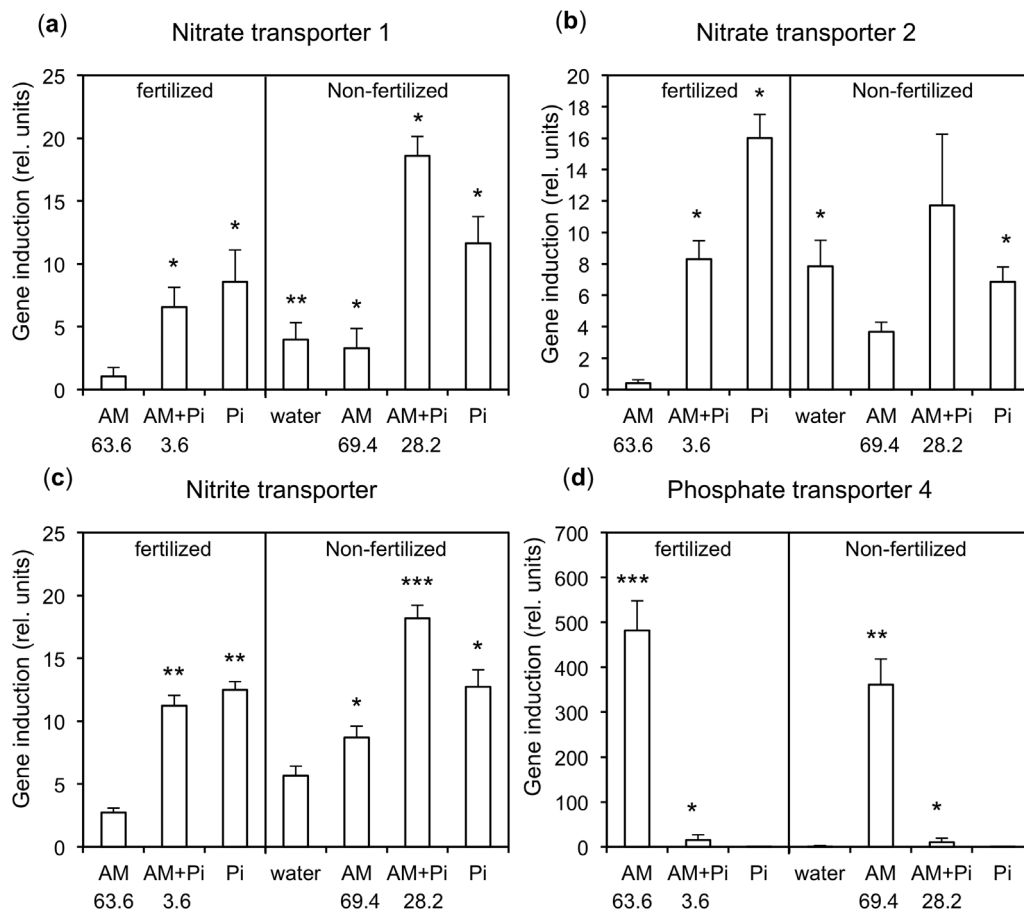 (a) Nitrate transporter 1
Gene induction (rel. units)
25
20
15
10
5
0
fertilized Non-fertilized
*
*
**
*
*
*
AM AM+Pi Pi water AM AM+Pi Pi
63.6 3.6 69.4 28.2
(b) Nitrate transporter 2
Gene induction (rel. units)
20
18
16
14
12
10
8
6
4
2
0
fertilized Non-fertilized
*
*
*
*
AM AM+Pi Pi water AM AM+Pi Pi
63.6 3.6 69.4 28.2
(c) Nitrite transporter
Gene induction (rel. units)
25
20
15
10
5
0
fertilized Non-fertilized
**
**
*
***
*
AM AM+Pi Pi water AM AM+Pi Pi
63.6 3.6 69.4 28.2
(d) Phosphate transporter 4
Gene induction (rel. units)
700
600
500
400
300
200
100
0
fertilized Non-fertilized
***
*
**
*
AM AM+Pi Pi water AM AM+Pi Pi
63.6 3.6 69.4 28.2